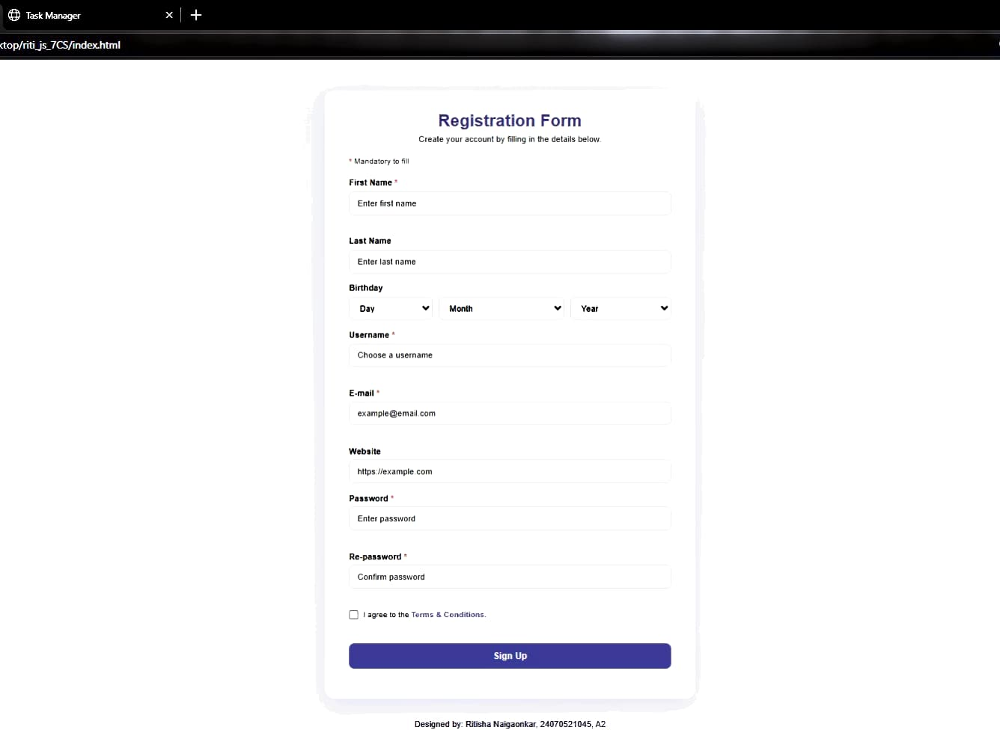 Task Manager
ktop/riti_js_7CS/index.html
Registration Form
Create your account by filling in the details below.
* Mandatory to fill
First Name *
Enter first name
Last Name
Enter last name
Birthday
Day Month Year
Username *
Choose a username
E-mail *
example@email.com
Website
https://example.com
Password *
Enter password
Re-password *
Confirm password
I agree to the Terms & Conditions.
Sign Up
Designed by: Ritisha Naigaonkar, 24070521045, A2